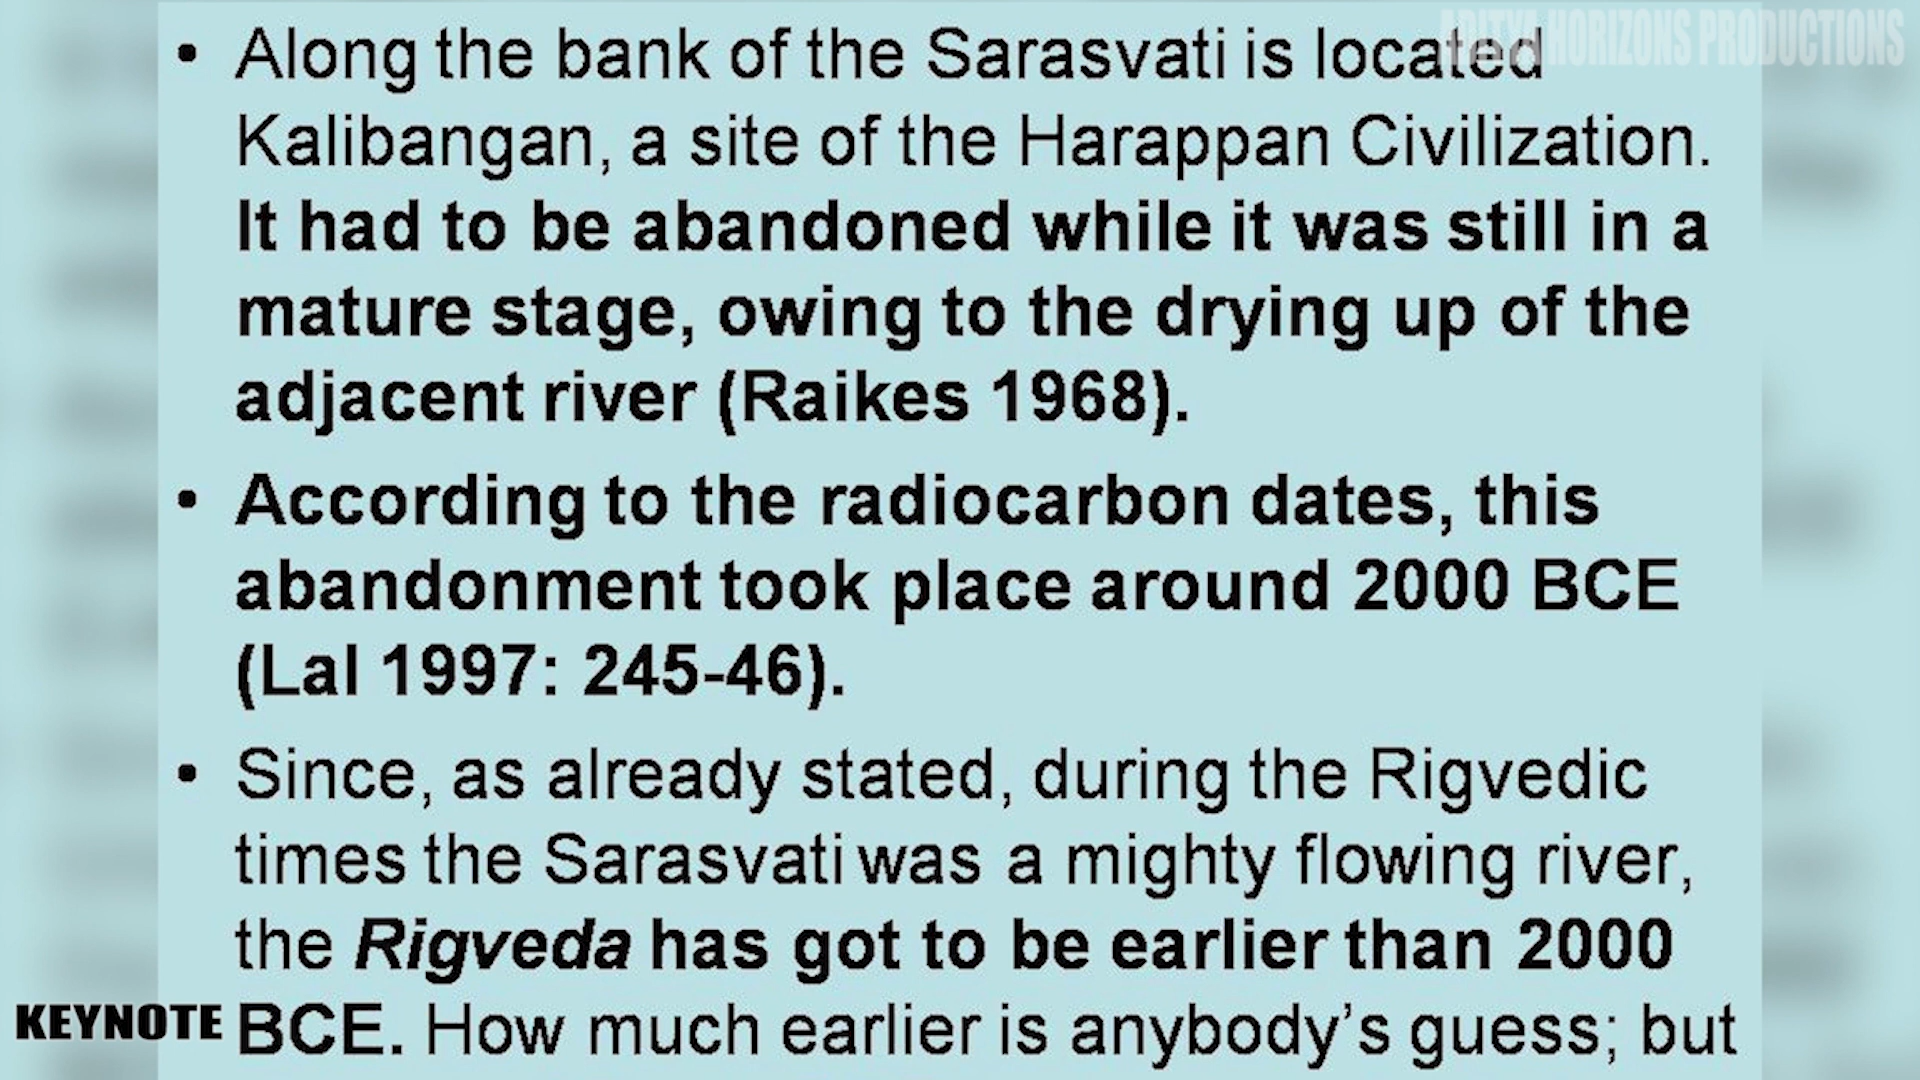 ADITYA HORIZONS PRODUCTIONS
• Along the bank of the Sarasvati is located
Kalibangan, a site of the Harappan Civilization.
It had to be abandoned while it was still in a
mature stage, owing to the drying up of the
adjacent river (Raikes 1968).
• According to the radiocarbon dates, this
abandonment took place around 2000 BCE
(Lal 1997: 245-46).
• Since, as already stated, during the Rigvedic
times the Sarasvati was a mighty flowing river,
the Rigveda has got to be earlier than 2000
BCE. How much earlier is anybody's guess; but
KEYNOTE